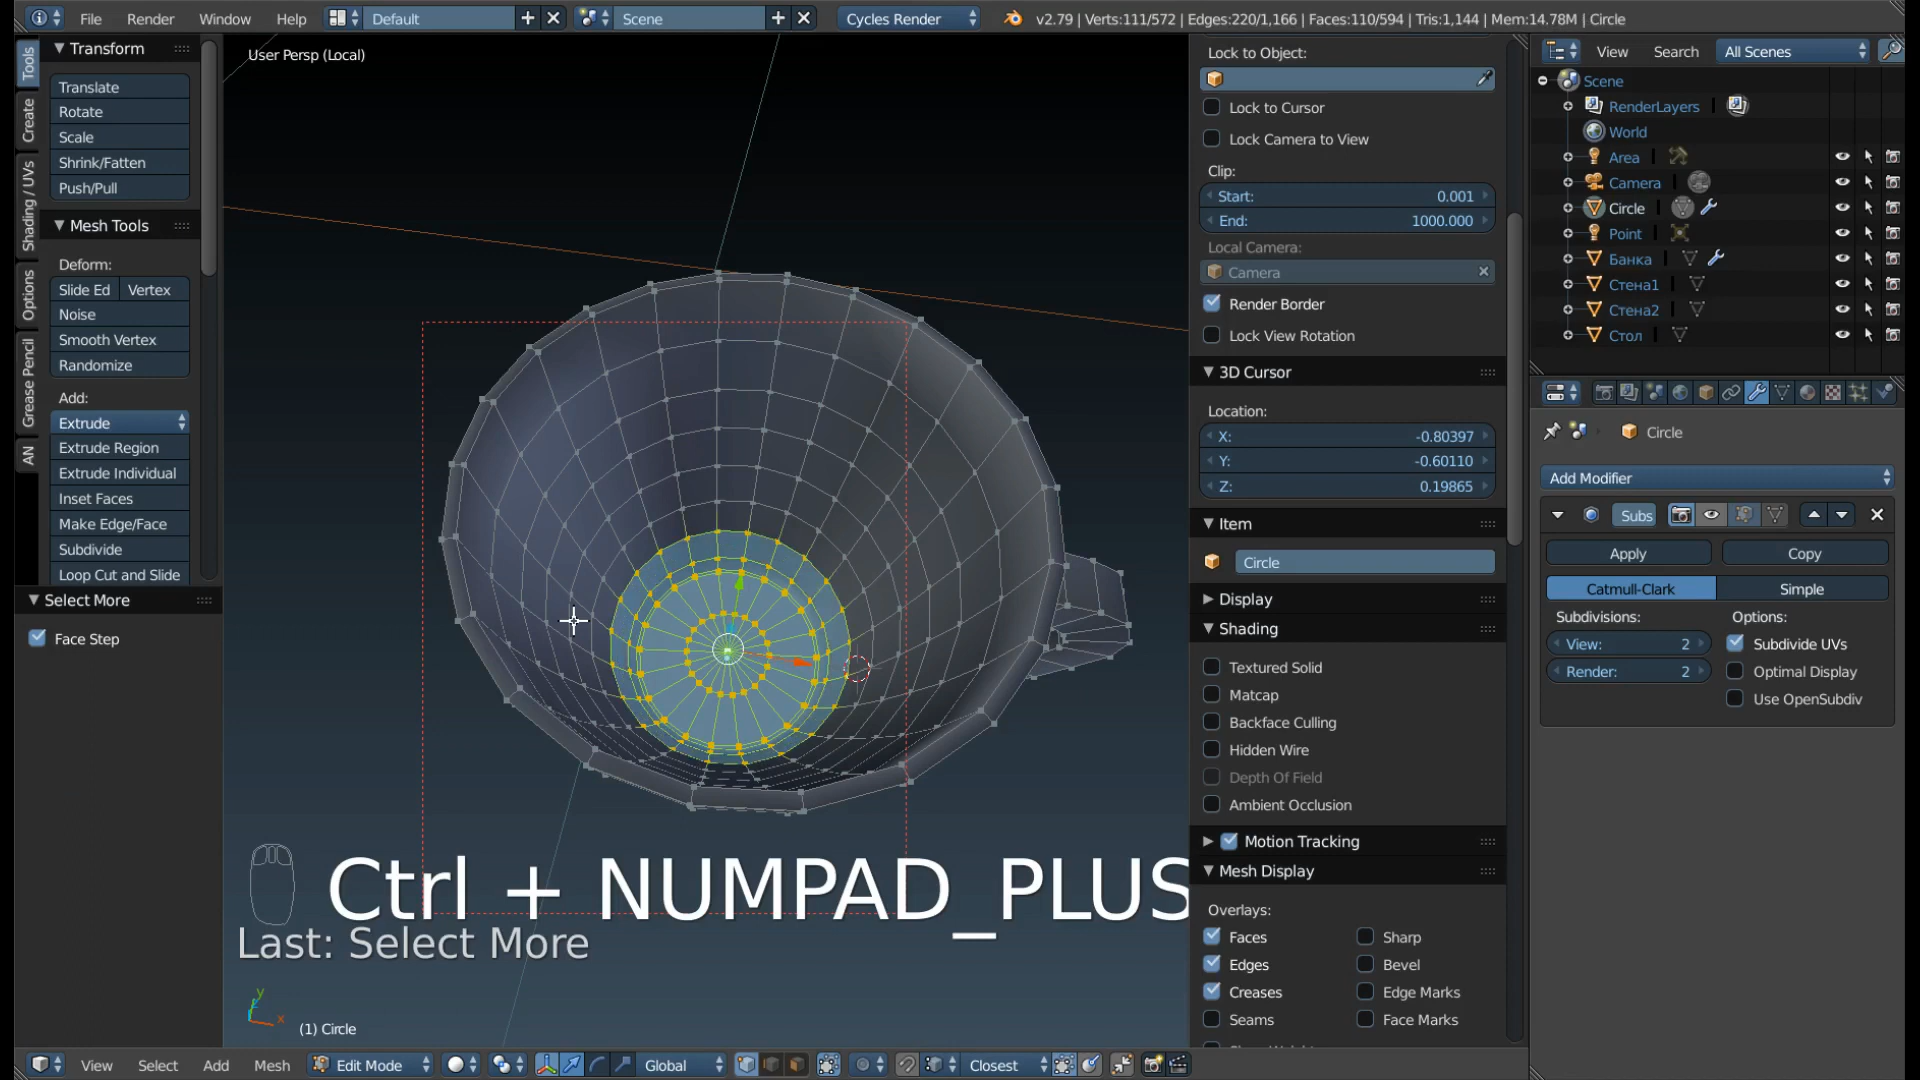 File Render Window Help Default Scene Cycles Render v2.79 | Verts:111/572 | Edges:220/1,166 | Faces:110/594 | Tris:1,144 | Mem:14.78M | Circle
Tools
Create
Shading / UVs
Options
Grease Pencil
AN
Transform
Translate
Rotate
Scale
Shrink/Fatten
Push/Pull
Mesh Tools
Deform:
Slide Ed Vertex
Noise
Smooth Vertex
Randomize
Add:
Extrude
Extrude Region
Extrude Individual
Inset Faces
Make Edge/Face
Subdivide
Loop Cut and Slide
Select More
Face Step
User Persp (Local)
Ctrl + NUMPAD_PLUS
Last: Select More
y
x
(1) Circle
View Select Add Mesh Edit Mode Global Closest
Lock to Object:
Lock to Cursor
Lock Camera to View
Clip:
Start: 0.001
End: 1000.000
Local Camera:
Camera
Render Border
Lock View Rotation
3D Cursor
Location:
X: -0.80397
Y: -0.60110
Z: 0.19865
Item
Circle
Display
Shading
Textured Solid
Matcap
Backface Culling
Hidden Wire
Depth Of Field
Ambient Occlusion
Motion Tracking
Mesh Display
Overlays:
Faces Sharp
Edges Bevel
Creases Edge Marks
Seams Face Marks
View Search All Scenes
Scene
RenderLayers
World
Area
Camera
Circle
Point
Банка
Стена1
Стена2
Стол
Circle
Add Modifier
Subs
Apply Copy
Catmull-Clark Simple
Subdivisions: Options:
View: 2 Subdivide UVs
Render: 2 Optimal Display
Use OpenSubdiv